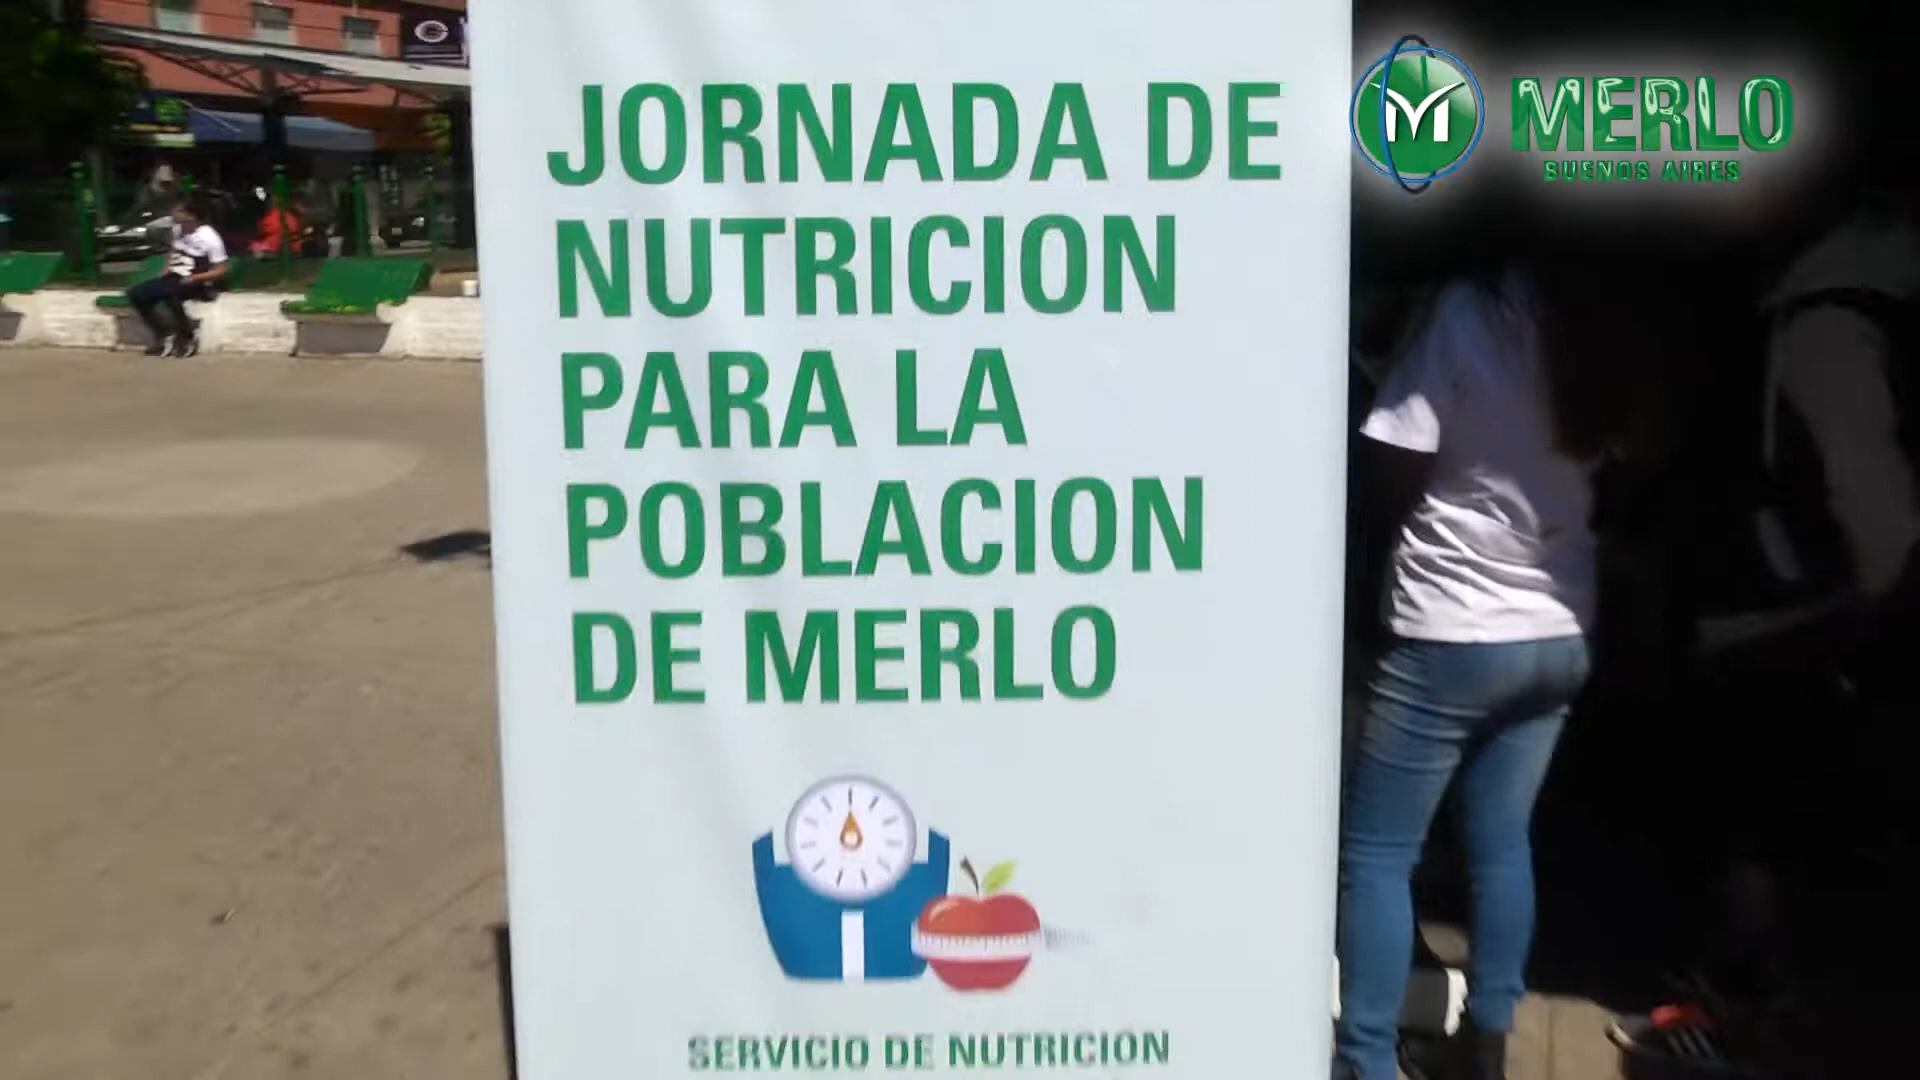 JORNADA DE
NUTRICION
PARA LA
POBLACION
DE MERLO
SERVICIO DE NUTRICION
MERLO
BUENOS AIRES